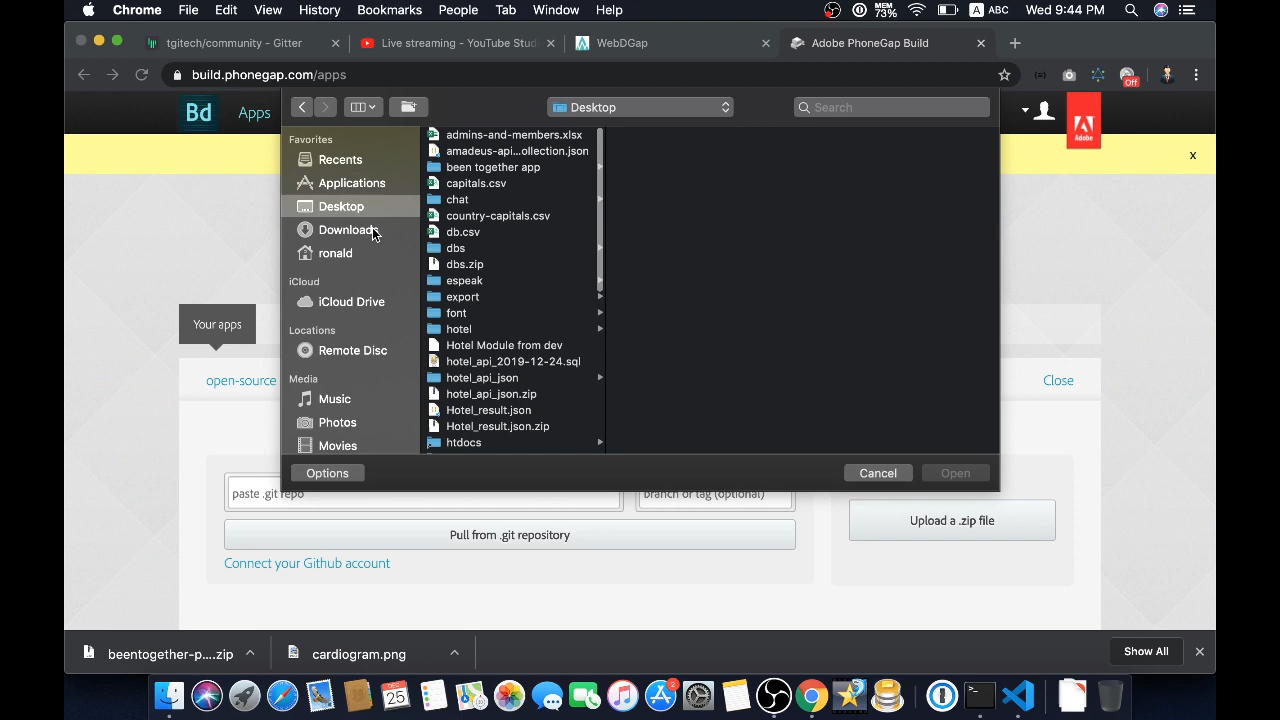 Chrome File Edit View History Bookmarks People Tab Window Help MEM 73% A ABC Wed 9:44 PM
tgitech/community - Gitter Live streaming - YouTube Stud WebDGap Adobe PhoneGap Build
build.phonegap.com/apps Off
Bd Apps Desktop Search Adobe
x
Favorites
Recents
Applications
Desktop
Downloads
ronald
iCloud
iCloud Drive
Locations
Remote Disc
Media
Music
Photos
Movies
admins-and-members.xlsx
amadeus-api...ollection.json
been together app
capitals.csv
chat
country-capitals.csv
db.csv
dbs
dbs.zip
espeak
export
font
hotel
Hotel Module from dev
hotel_api_2019-12-24.sql
hotel_api_json
hotel_api_json.zip
Hotel_result.json
Hotel_result.json.zip
htdocs
Options Cancel Open
Your apps
open-source Close
paste .git repo branch or tag (optional)
Pull from .git repository
Connect your Github account
Upload a .zip file
beentogether-p....zip cardiogram.png Show All
DEC 25 2